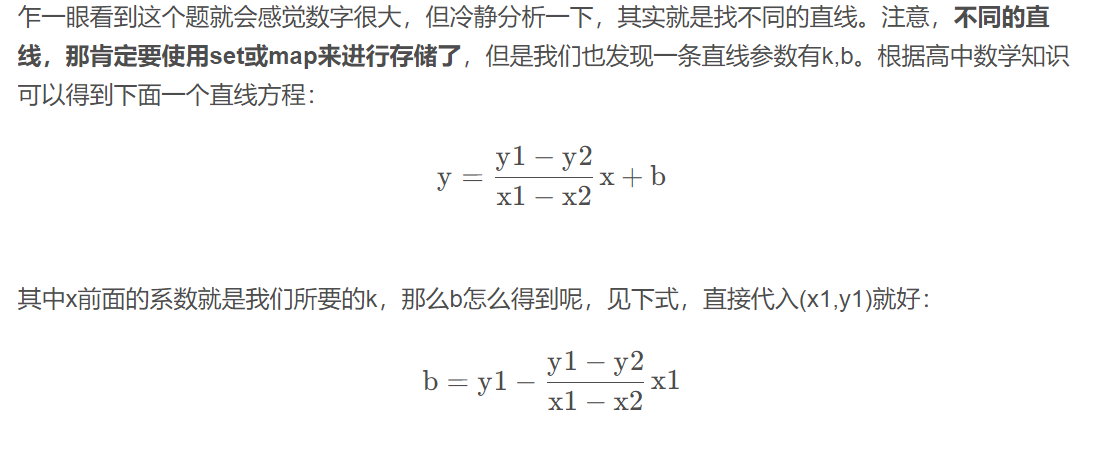 乍一眼看到这个题就会感觉数字很大，但冷静分析一下，其实就是找不同的直线。注意，不同的直
线，那肯定要使用set或map来进行存储了，但是我们也发现一条直线参数有k,b。根据高中数学知识
可以得到下面一个直线方程：
y = \frac{y1 − y2}{x1 − x2} x + b
其中x前面的系数就是我们所要的k，那么b怎么得到呢，见下式，直接代入(x1,y1)就好：
b = y1 − \frac{y1 − y2}{x1 − x2} x1